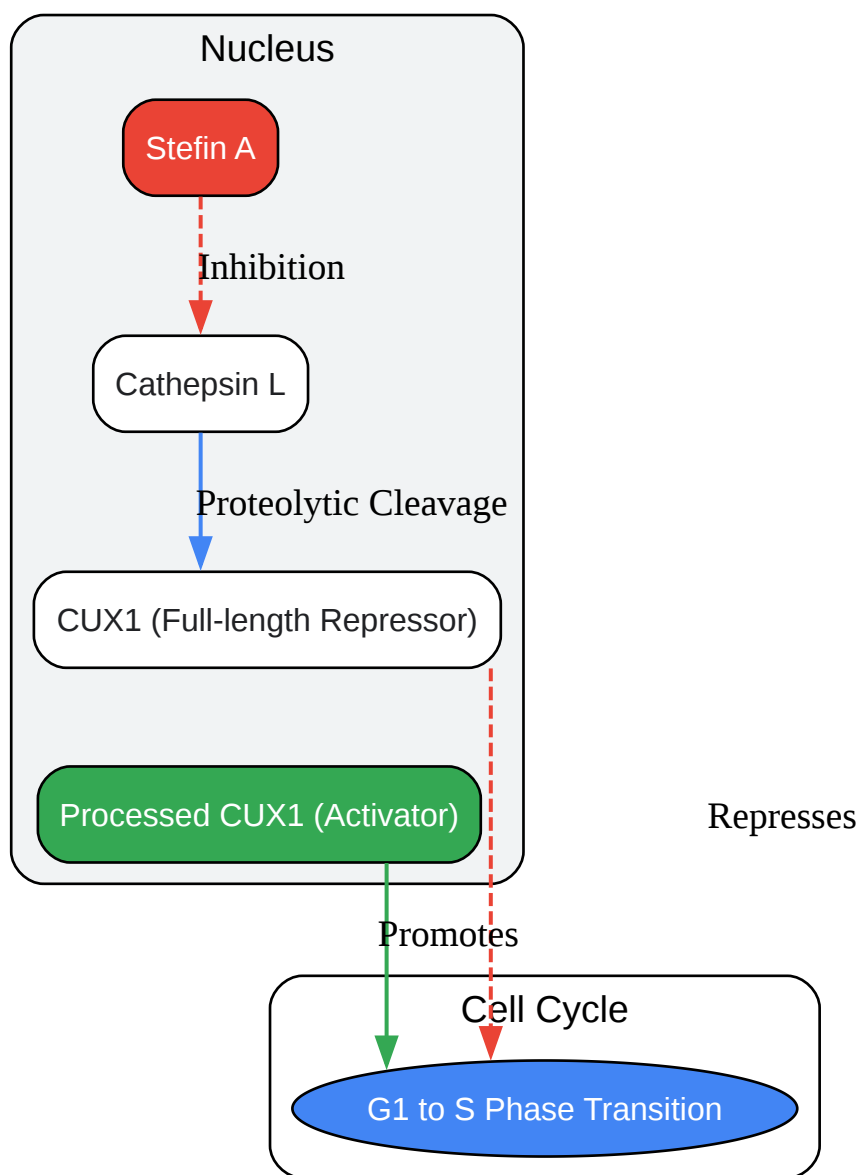 Nucleus
Stefin A
Inhibition
Cathepsin L
Proteolytic Cleavage
CUX1 (Full-length Repressor)
Processed CUX1 (Activator)
Represses
Promotes
Cell Cycle
G1 to S Phase Transition